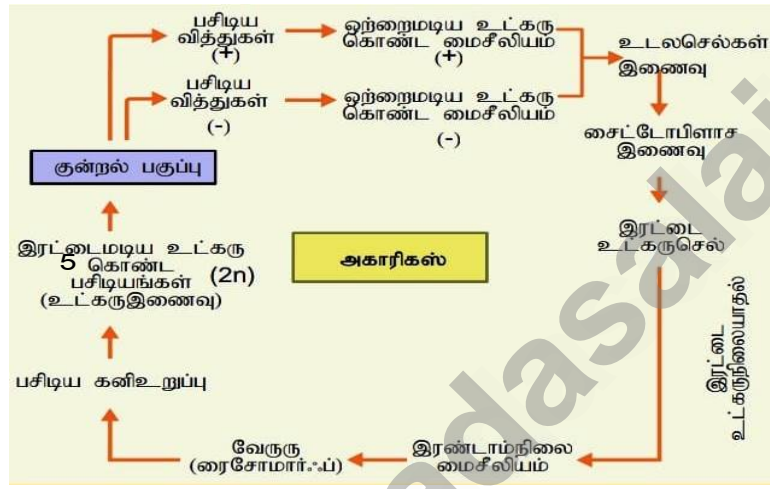 பசிடிய
வித்துகள்
(+)
ஒற்றைமடிய உட்கரு
கொண்ட மைசீலியம்
(+)
உடலசெல்கள்
இணைவு
பசிடிய
வித்துகள்
(-)
ஒற்றைமடிய உட்கரு
கொண்ட மைசீலியம்
(-)
சைட்டோபிளாச
இணைவு
குன்றல் பகுப்பு
இரட்டை
உட்கருசெல்
இரட்டைமடிய உட்கரு
5 கொண்ட
பசிடியங்கள் (2n)
(உட்கருஇணைவு)
அகாரிகஸ்
இரட்டை
உட்கருநிலையாதல்
பசிடிய கனிஉறுப்பு
வேருரு
(ரைசோமார்ஃப்)
இரண்டாம்நிலை
மைசீலியம்
adasalai